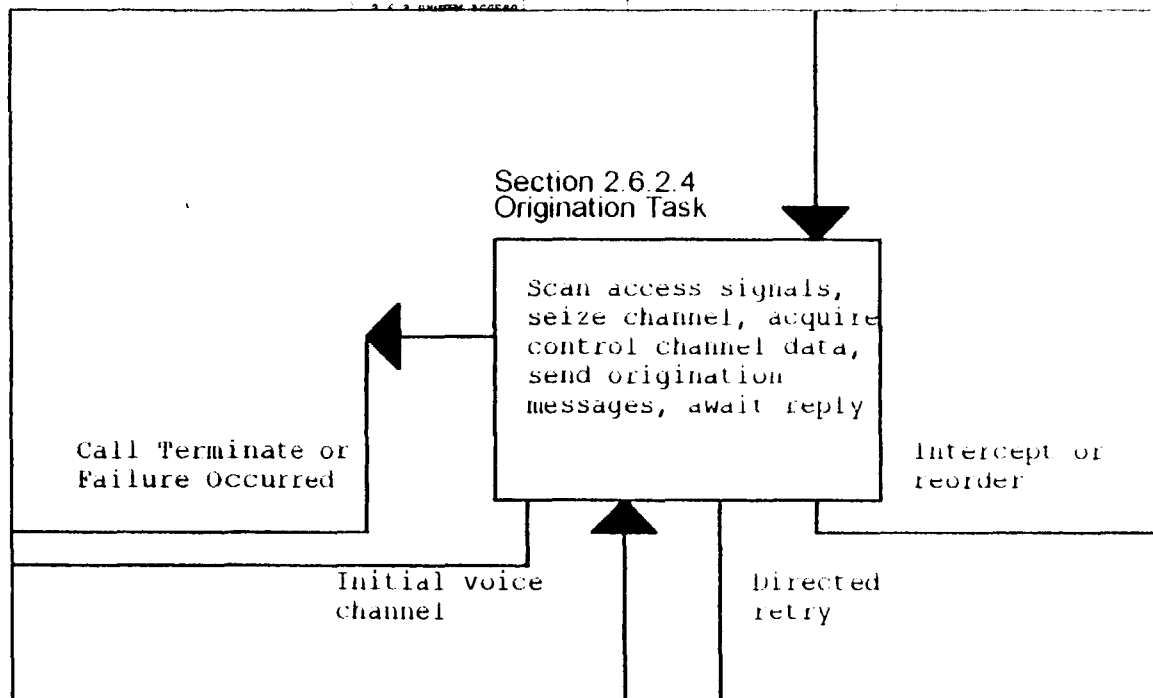 Section 2.6.2.4
Origination Task
Scan access signals,
seize channel, acquire
control channel data,
send origination
messages, await reply
Call Terminate or
Failure Occurred
Intercept or
reorder
Initial voice
channel
Directed
retry